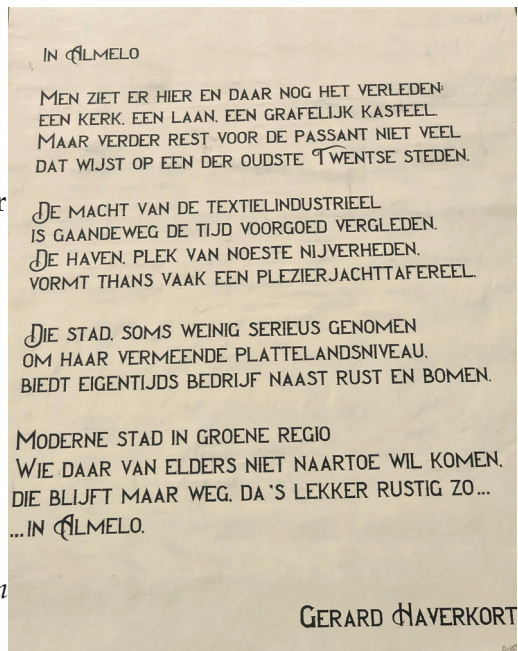 In Almelo
Men ziet er hier en daar nog het verleden:
een kerk, een laan, een grafelijk kasteel.
Maar verder rest voor de passant niet veel
dat wijst op een der oudste Twentse steden.
De macht van de textielindustrieel
is gaandeweg de tijd voorgoed vergleden.
De haven, plek van noeste nijverheden,
vormt thans vaak een plezierjachttafereel.
Die stad, soms weinig serieus genomen
om haar vermeende plattelandsniveau,
biedt eigentijds bedrijf naast rust en bomen.
Moderne stad in groene regio
Wie daar van elders niet naartoe wil komen,
die blijft maar weg, da's lekker rustig zo...
...in Almelo.
Gerard Haverkort